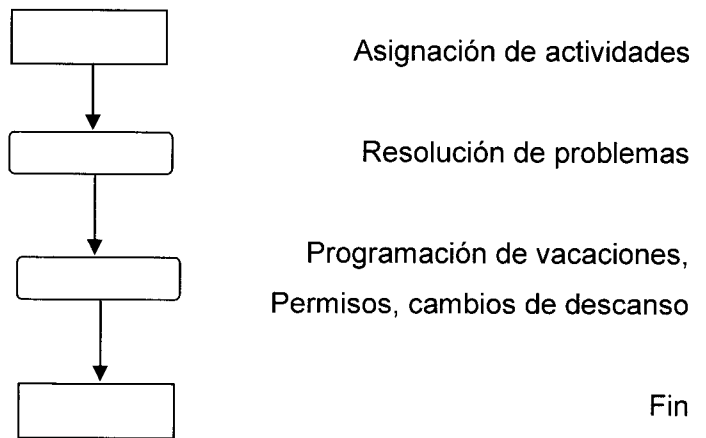 Asignación de actividades
Resolución de problemas
Programación de vacaciones,
Permisos, cambios de descanso
Fin